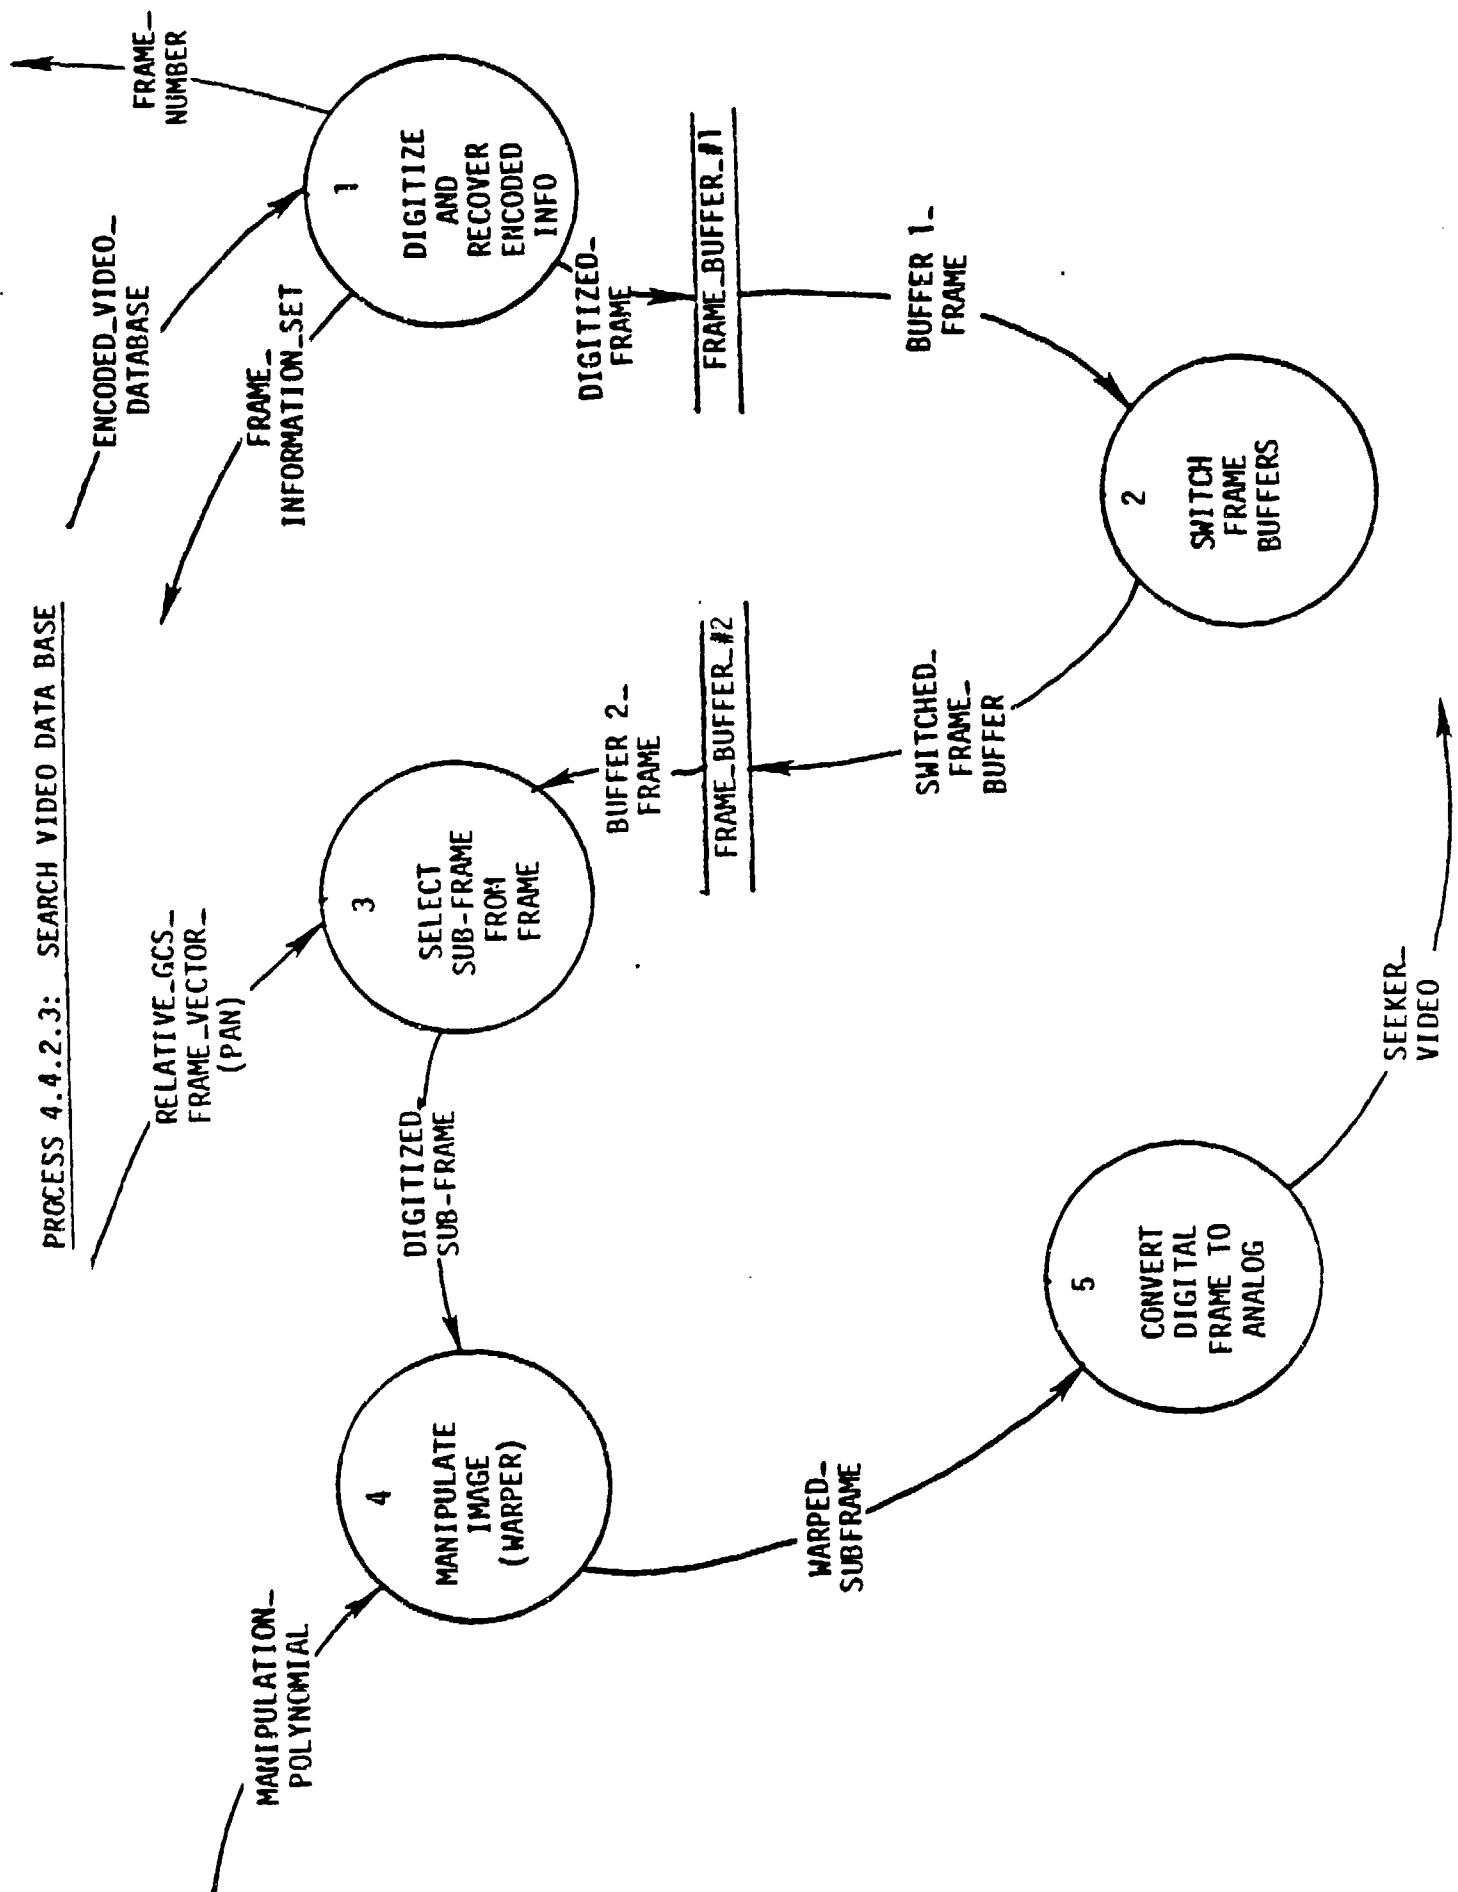 PROCESS 4.4.2.3: SEARCH VIDEO DATA BASE
MANIPULATION_
POLYNOMIAL
RELATIVE_GCS_
FRAME_VECTOR_
(PAN)
ENCODED_VIDEO_
DATABASE
FRAME_
NUMBER
FRAME_
INFORMATION_SET
4
MANIPULATE
IMAGE
(WARPER)
DIGITIZED_
SUB-FRAME
3
SELECT
SUB-FRAME
FROM
FRAME
1
DIGITIZE
AND
RECOVER
ENCODED
INFO
DIGITIZED_
FRAME
BUFFER 2_
FRAME
FRAME_BUFFER_#2
FRAME_BUFFER_#1
WARPED_
SUBFRAME
SWITCHED_
FRAME_
BUFFER
BUFFER 1_
FRAME
5
CONVERT
DIGITAL
FRAME TO
ANALOG
2
SWITCH
FRAME
BUFFERS
SEEKER_
VIDEO